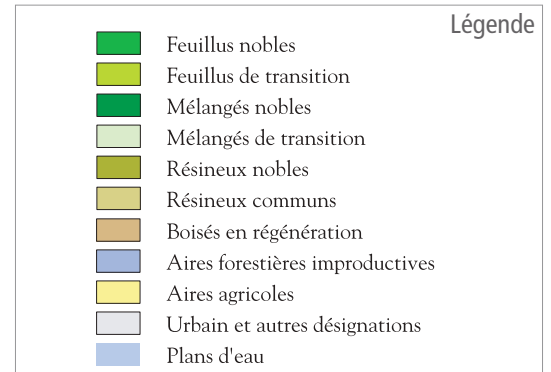 Légende
Feuillus nobles
Feuillus de transition
Mélangés nobles
Mélangés de transition
Résineux nobles
Résineux communs
Boisés en régénération
Aires forestières improductives
Aires agricoles
Urbain et autres désignations
Plans d'eau